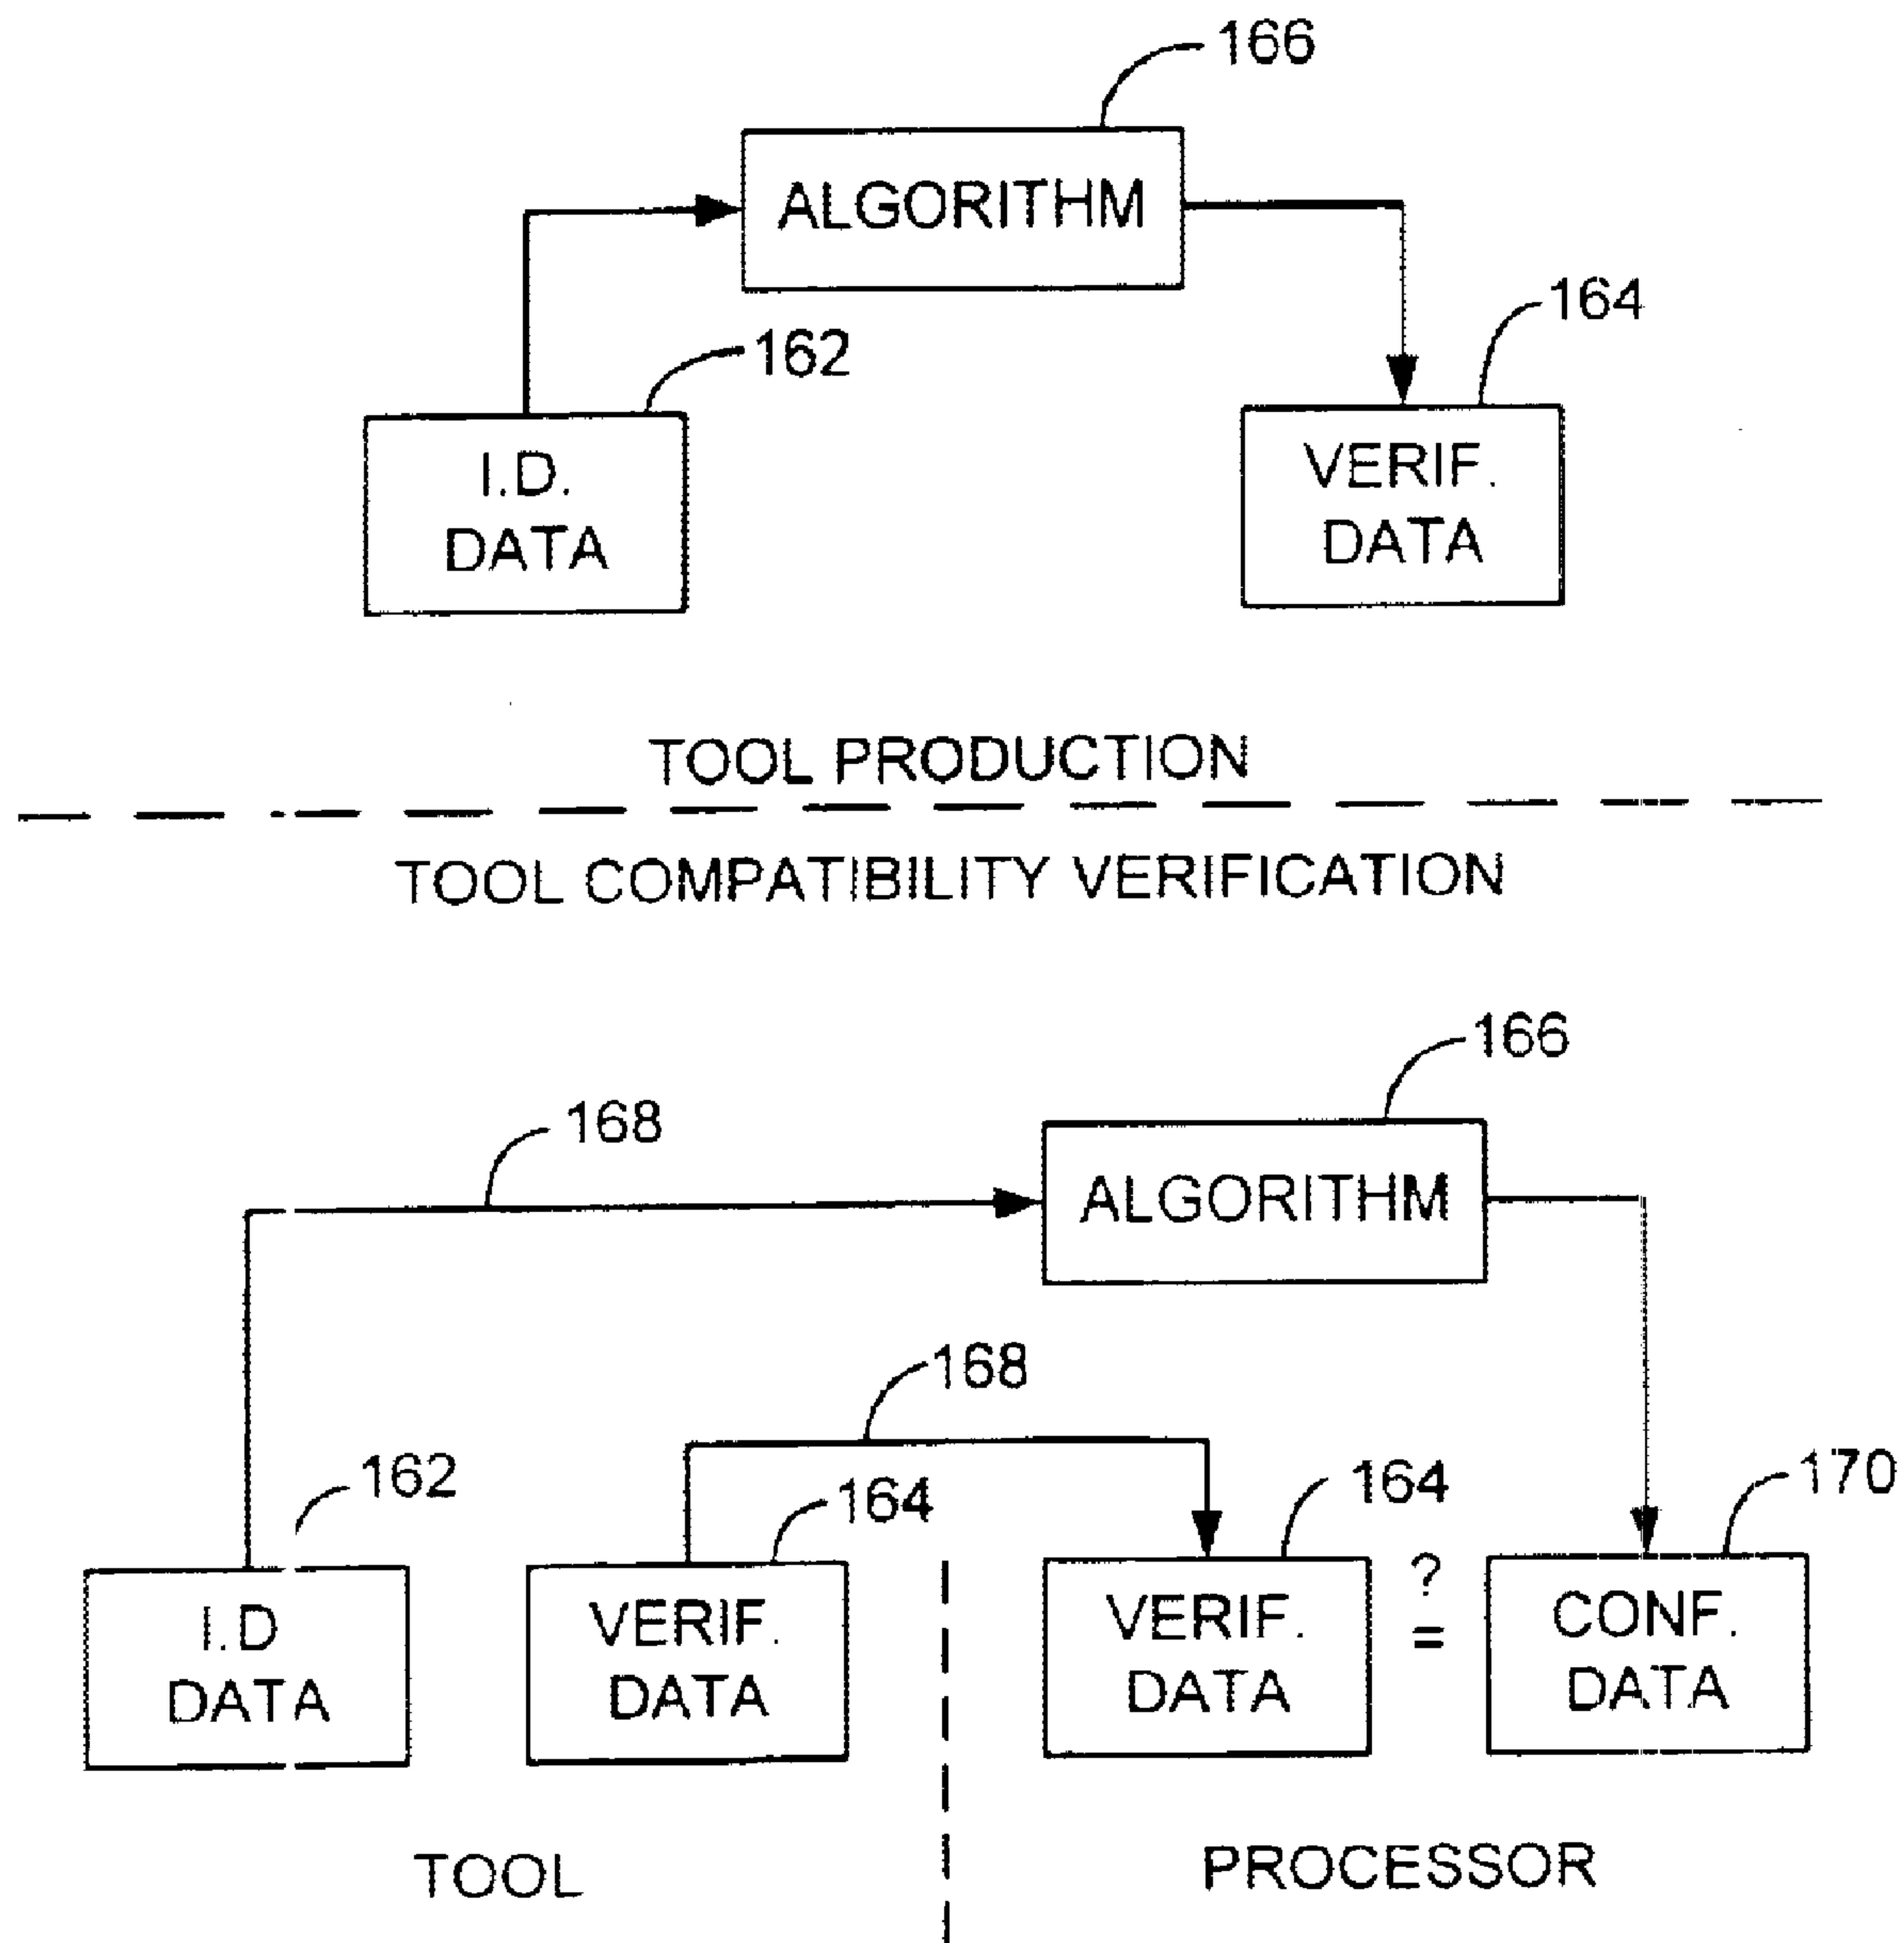 166
ALGORITHM
164
162
I.D.
DATA
VERIF.
DATA
TOOL PRODUCTION
TOOL COMPATIBILITY VERIFICATION
166
168
ALGORITHM
168
162
164
164
170
I.D
DATA
VERIF.
DATA
VERIF.
DATA
?
=
CONF.
DATA
TOOL
PROCESSOR